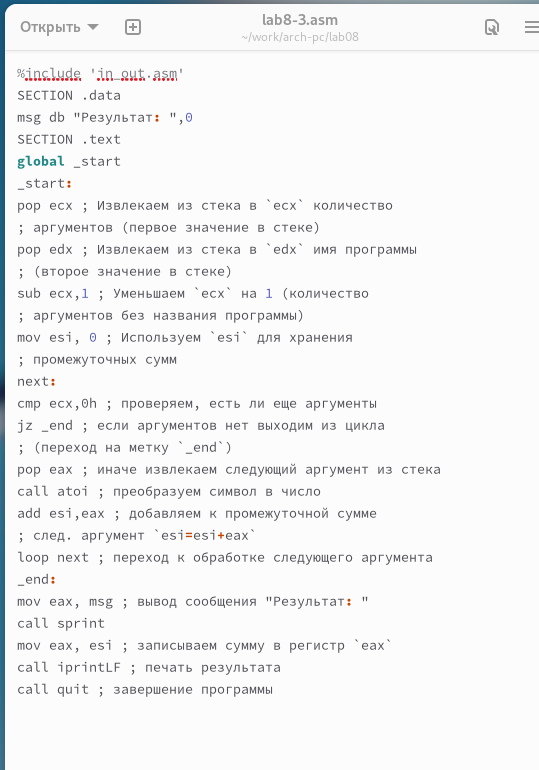 Открыть
lab8-3.asm
~/work/arch-pc/lab08
%include 'in_out.asm'
SECTION .data
msg db "Результат: ",0
SECTION .text
global _start
_start:
pop ecx ; Извлекаем из стека в `ecx` количество
; аргументов (первое значение в стеке)
pop edx ; Извлекаем из стека в `edx` имя программы
; (второе значение в стеке)
sub ecx,1 ; Уменьшаем `ecx` на 1 (количество
; аргументов без названия программы)
mov esi, 0 ; Используем `esi` для хранения
; промежуточных сумм
next:
cmp ecx,0h ; проверяем, есть ли еще аргументы
jz _end ; если аргументов нет выходим из цикла
; (переход на метку `_end`)
pop eax ; иначе извлекаем следующий аргумент из стека
call atoi ; преобразуем символ в число
add esi,eax ; добавляем к промежуточной сумме
; след. аргумент `esi=esi+eax`
loop next ; переход к обработке следующего аргумента
_end:
mov eax, msg ; вывод сообщения "Результат: "
call sprint
mov eax, esi ; записываем сумму в регистр `eax`
call iprintLF ; печать результата
call quit ; завершение программы